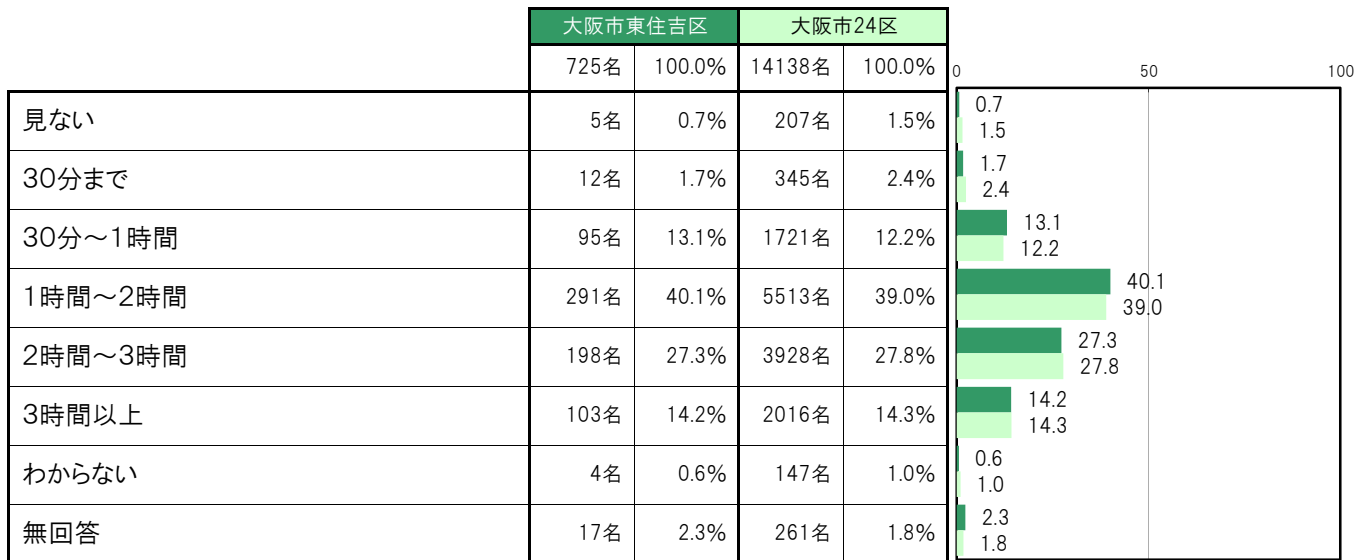 大阪市東住吉区 大阪市24区
725名 100.0% 14138名 100.0% 0 50 100
見ない 5名 0.7% 207名 1.5% 0.7 1.5
30分まで 12名 1.7% 345名 2.4% 1.7 2.4
30分～1時間 95名 13.1% 1721名 12.2% 13.1 12.2
1時間～2時間 291名 40.1% 5513名 39.0% 40.1 39.0
2時間～3時間 198名 27.3% 3928名 27.8% 27.3 27.8
3時間以上 103名 14.2% 2016名 14.3% 14.2 14.3
わからない 4名 0.6% 147名 1.0% 0.6 1.0
無回答 17名 2.3% 261名 1.8% 2.3 1.8